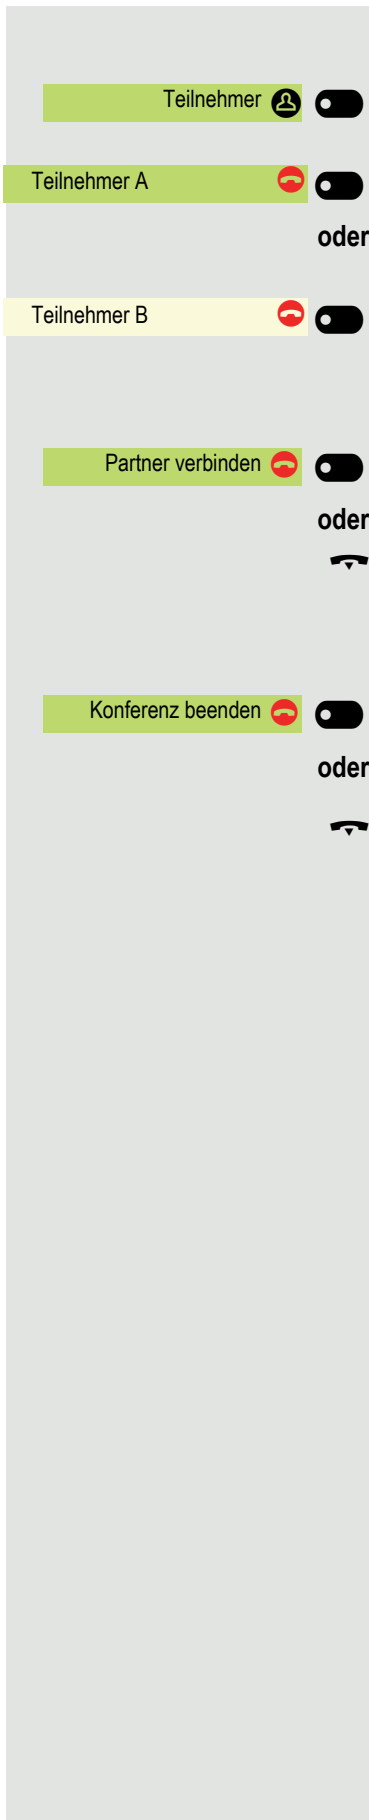 Teilnehmer
Teilnehmer A
oder
Teilnehmer B
Partner verbinden
oder
Konferenz beenden
oder